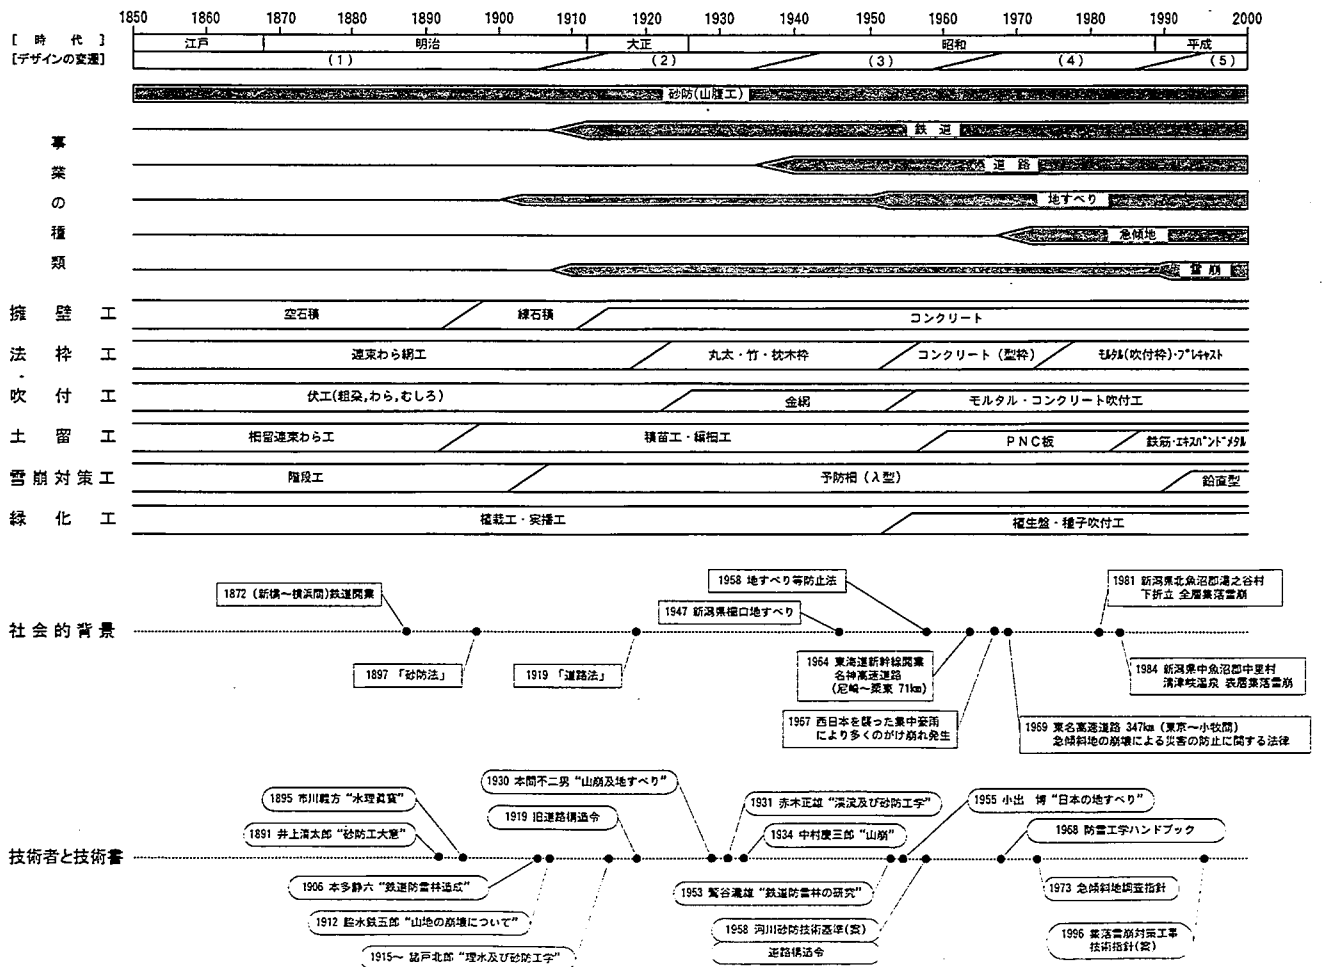 1850 1860 1870 1880 1890 1900 1910 1920 1930 1940 1950 1960 1970 1980 1990 2000
[時代] 江戸 明治 大正 昭和 平成
[デザインの変遷] (1) (2) (3) (4) (5)
事業の種類
砂防(山腹工)
鉄道
道路
地すべり
急傾地
雪崩
擁壁工 空石積 練石積 コンクリート
法枠工 連束わら網工 丸太・竹・枕木枠 コンクリート(型枠) モルタル(吹付枠)・プレキャスト
吹付工 伏工(粗朶,わら,むしろ) 金網 モルタル・コンクリート吹付工
土留工 柵留連束わら工 積苗工・編柵工 PNC板 鉄筋・エキスパンドメタル
雪崩対策工 階段工 予防柵(入型) 鉛直型
緑化工 植栽工・実播工 植生盤・種子吹付工
社会的背景
1872 (新橋〜横浜間)鉄道開業
1897 「砂防法」
1919 「道路法」
1958 地すべり等防止法
1947 新潟県柵口地すべり
1964 東海道新幹線開業
名神高速道路
(尼崎〜栗東 71km)
1967 西日本を襲った集中豪雨
により多くのがけ崩れ発生
1969 東名高速道路 347km (東京〜小牧間)
急傾斜地の崩壊による災害の防止に関する法律
1981 新潟県北魚沼郡湯之谷村
下折立 全層集落雪崩
1984 新潟県中魚沼郡中里村
清津峡温泉 表層集落雪崩
技術者と技術書
1895 市川義方 “水理真寳”
1891 井上清太郎 “砂防工大意”
1906 本多静六 “鉄道防雪林造成”
1912 脇水鉄五郎 “山地の崩壊について”
1915〜 諸戸北郎 “理水及び砂防工学”
1930 本間不二男 “山崩及地すべり”
1919 旧道路構造令
1931 赤木正雄 “渓流及び砂防工学”
1934 中村慶三郎 “山崩”
1953 鷲谷瀧雄 “鉄道防雪林の研究”
1958 河川砂防技術基準(案)
道路構造令
1955 小出 博 “日本の地すべり”
1968 防雪工学ハンドブック
1973 急傾斜地調査指針
1996 集落雪崩対策工事
技術指針(案)